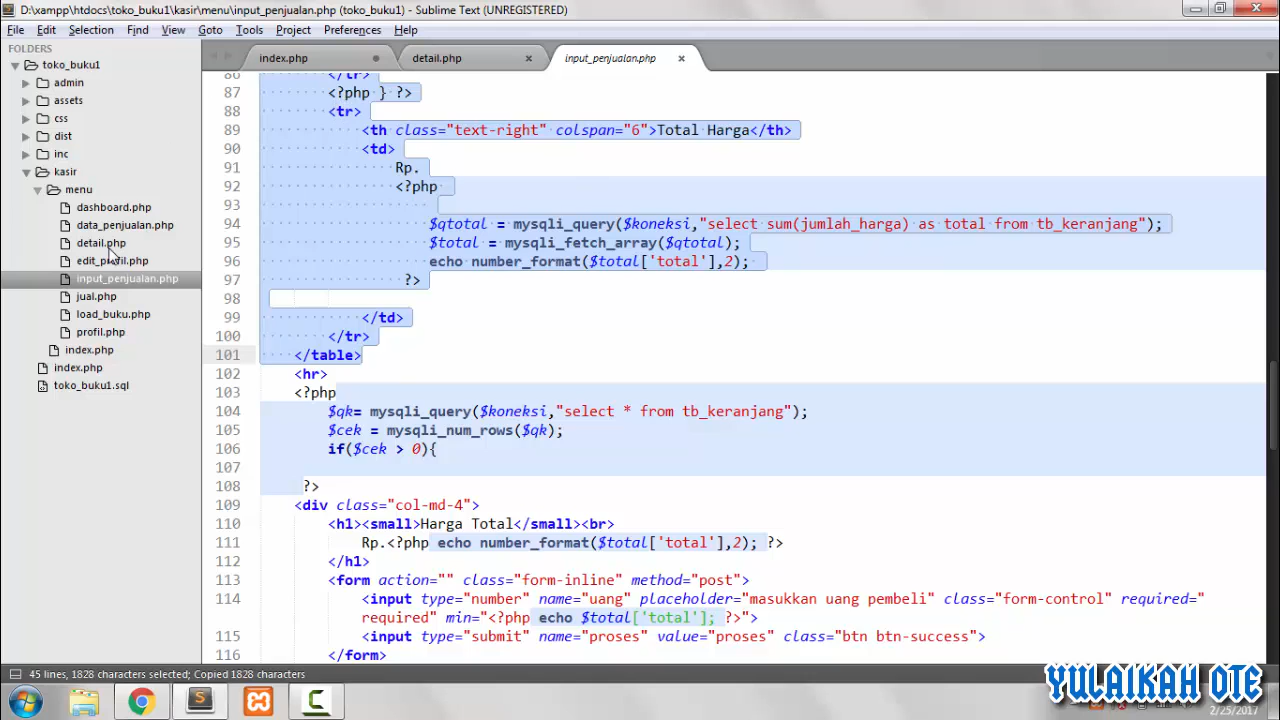 D:\xampp\htdocs\toko_buku1\kasir\menu\input_penjualan.php (toko_buku1) - Sublime Text (UNREGISTERED)
File Edit Selection Find View Goto Tools Project Preferences Help
FOLDERS
toko_buku1
admin
assets
css
dist
inc
kasir
menu
dashboard.php
data_penjualan.php
detail.php
edit_profil.php
input_penjualan.php
jual.php
load_buku.php
profil.php
index.php
index.php
toko_buku1.sql
index.php detail.php input_penjualan.php
86 </tr>
87 <?php } ?>
88 <tr>
89 <th class="text-right" colspan="6">Total Harga</th>
90 <td>
91 Rp.
92 <?php
93
94 $qtotal = mysqli_query($koneksi,"select sum(jumlah_harga) as total from tb_keranjang");
95 $total = mysqli_fetch_array($qtotal);
96 echo number_format($total['total'],2);
97 ?>
98
99 </td>
100 </tr>
101 </table>
102 <hr>
103 <?php
104 $qk= mysqli_query($koneksi,"select * from tb_keranjang");
105 $cek = mysqli_num_rows($qk);
106 if($cek > 0){
107
108 ?>
109 <div class="col-md-4">
110 <h1><small>Harga Total</small><br>
111 Rp.<?php echo number_format($total['total'],2); ?>
112 </h1>
113 <form action="" class="form-inline" method="post">
114 <input type="number" name="uang" placeholder="masukkan uang pembeli" class="form-control" required="
required" min="<?php echo $total['total']; ?>">
115 <input type="submit" name="proses" value="proses" class="btn btn-success">
116 </form>
45 lines, 1828 characters selected; Copied 1828 characters
YULAIKAH OTE
2/25/2017